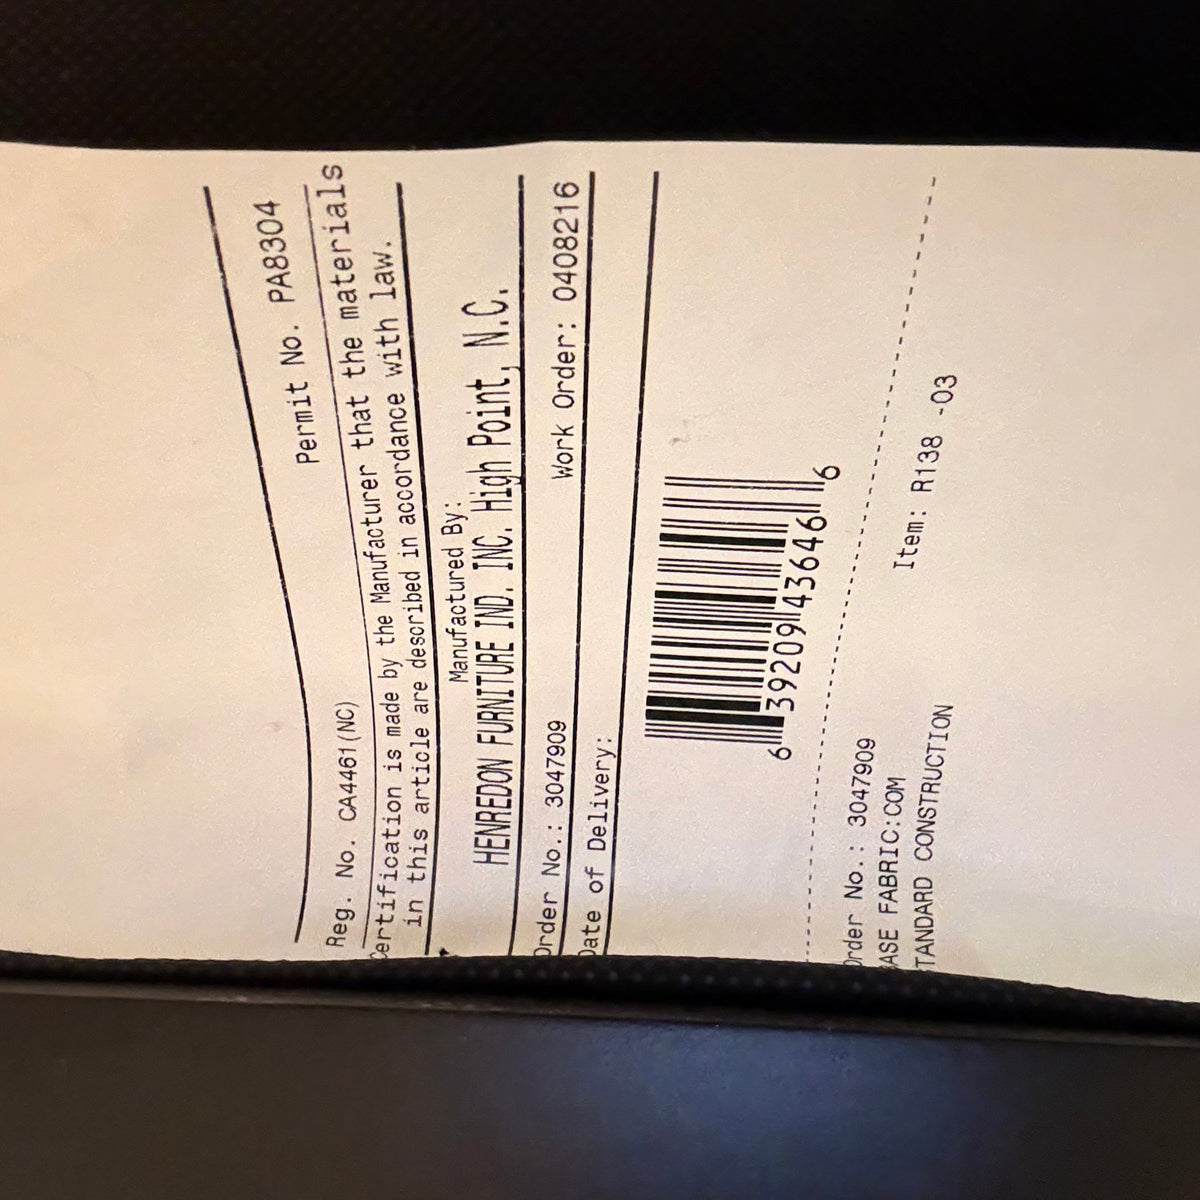 Permit No. PA8304
Reg. No. CA4461(NC)
Certification is made by the Manufacturer that the materials
in this article are described in accordance with law.
Manufactured By:
HENREDON FURNITURE IND. INC. High Point, N.C.
Order No.: 3047909 Work Order: 0408216
Date of Delivery:
6 39209 43646 6
Order No.: 3047909
ASE FABRIC:COM Item: R138 -03
TANDARD CONSTRUCTION